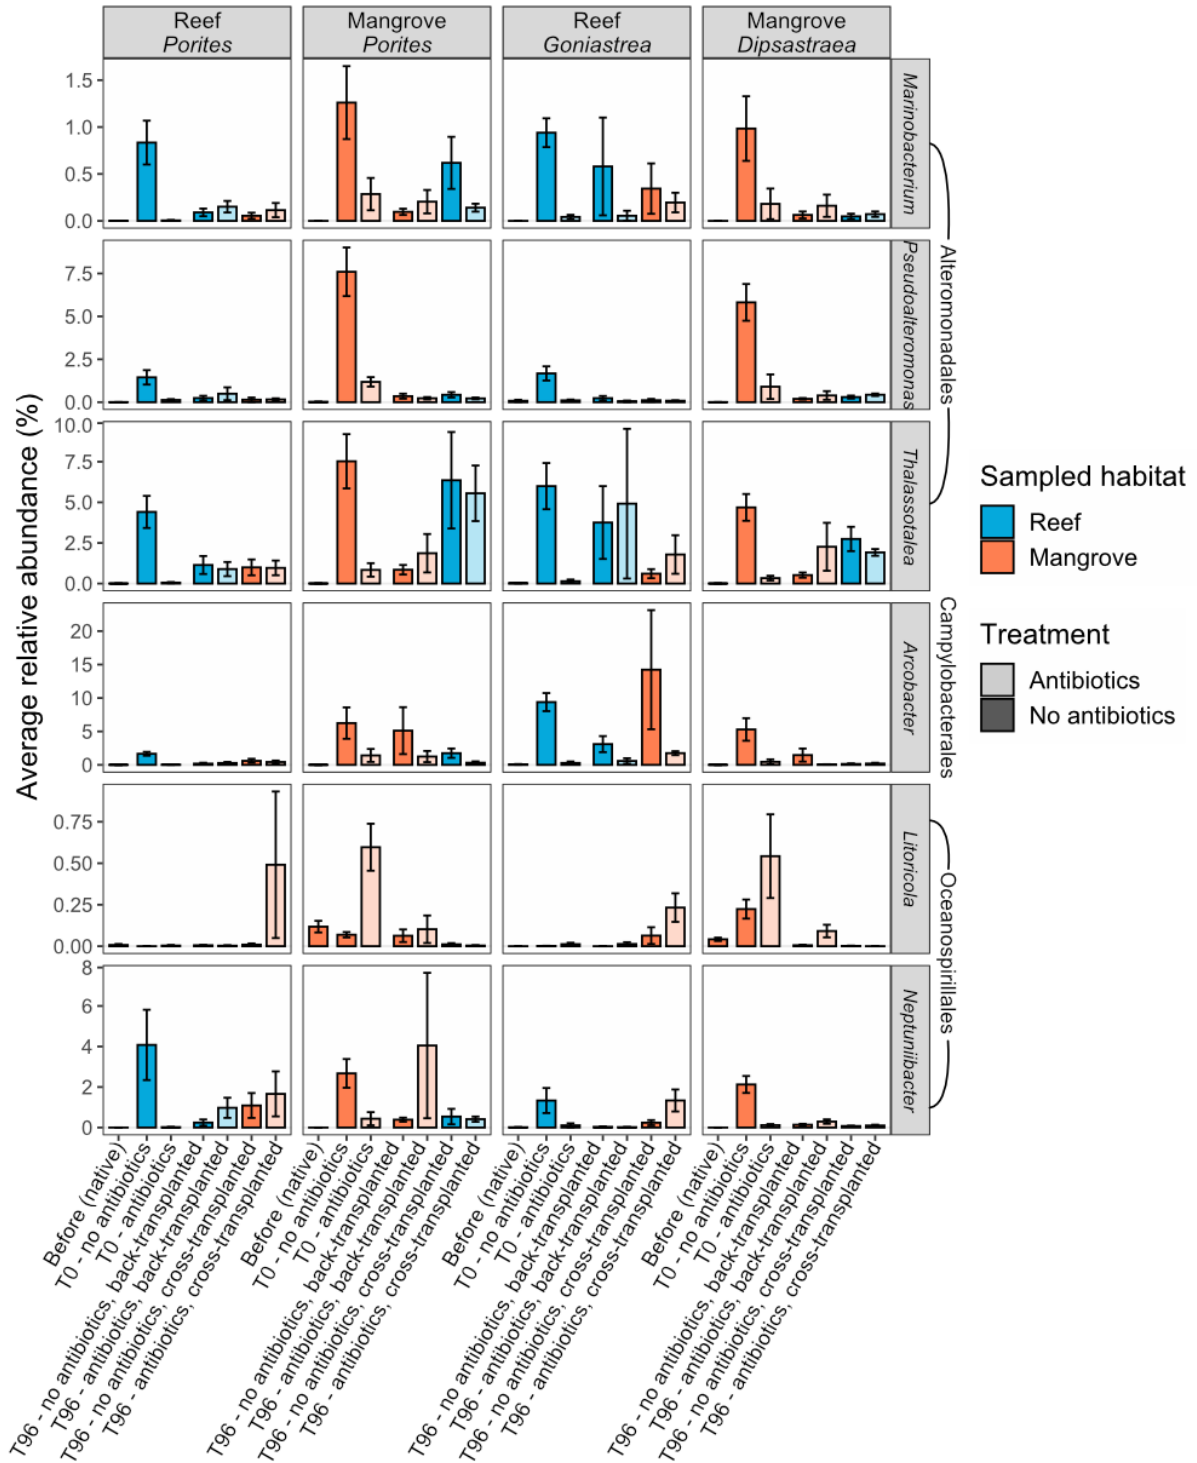 Reef
Porites
Mangrove
Porites
Reef
Goniastrea
Mangrove
Dipsastraea
Average relative abundance (%)
1.5
1.0
0.5
0.0
Marinobacterium
7.5
5.0
2.5
0.0
Pseudoalteromonas
10.0
7.5
5.0
2.5
0.0
Thalassotalea
Alteromonadales
20
15
10
5
0
Arcobacter
Campylobacterales
0.75
0.50
0.25
0.00
Litoricola
8
6
4
2
0
Neptuniibacter
Oceanospirillales
Before (native)
T0 - no antibiotics
T0 - antibiotics
T96 - no antibiotics, back-transplanted
T96 - antibiotics, back-transplanted
T96 - no antibiotics, cross-transplanted
T96 - antibiotics, cross-transplanted
Before (native)
T0 - no antibiotics
T0 - antibiotics
T96 - no antibiotics, back-transplanted
T96 - antibiotics, back-transplanted
T96 - no antibiotics, cross-transplanted
T96 - antibiotics, cross-transplanted
Before (native)
T0 - no antibiotics
T0 - antibiotics
T96 - no antibiotics, back-transplanted
T96 - antibiotics, back-transplanted
T96 - no antibiotics, cross-transplanted
T96 - antibiotics, cross-transplanted
Before (native)
T0 - no antibiotics
T0 - antibiotics
T96 - no antibiotics, back-transplanted
T96 - antibiotics, back-transplanted
T96 - no antibiotics, cross-transplanted
T96 - antibiotics, cross-transplanted
Sampled habitat
Reef
Mangrove
Treatment
Antibiotics
No antibiotics